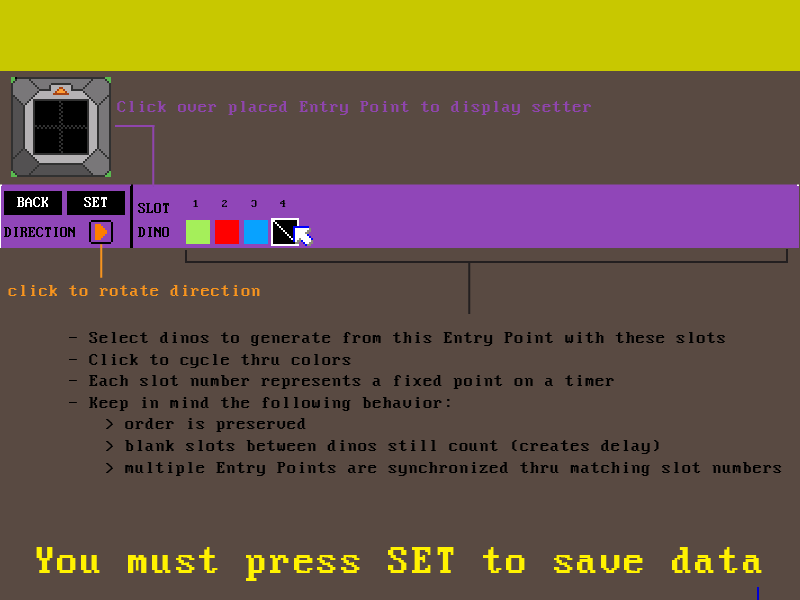 Click over placed Entry Point to display setter
BACK SET
SLOT 1 2 3 4
DIRECTION
DINO
click to rotate direction
- Select dinos to generate from this Entry Point with these slots
- Click to cycle thru colors
- Each slot number represents a fixed point on a timer
- Keep in mind the following behavior:
> order is preserved
> blank slots between dinos still count (creates delay)
> multiple Entry Points are synchronized thru matching slot numbers
You must press SET to save data